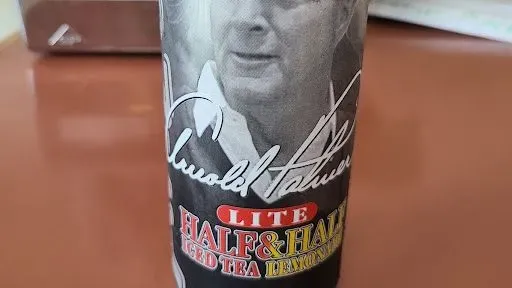 Arnold Palmer
LITE
HALF & HALF
ICED TEA LEMONADE